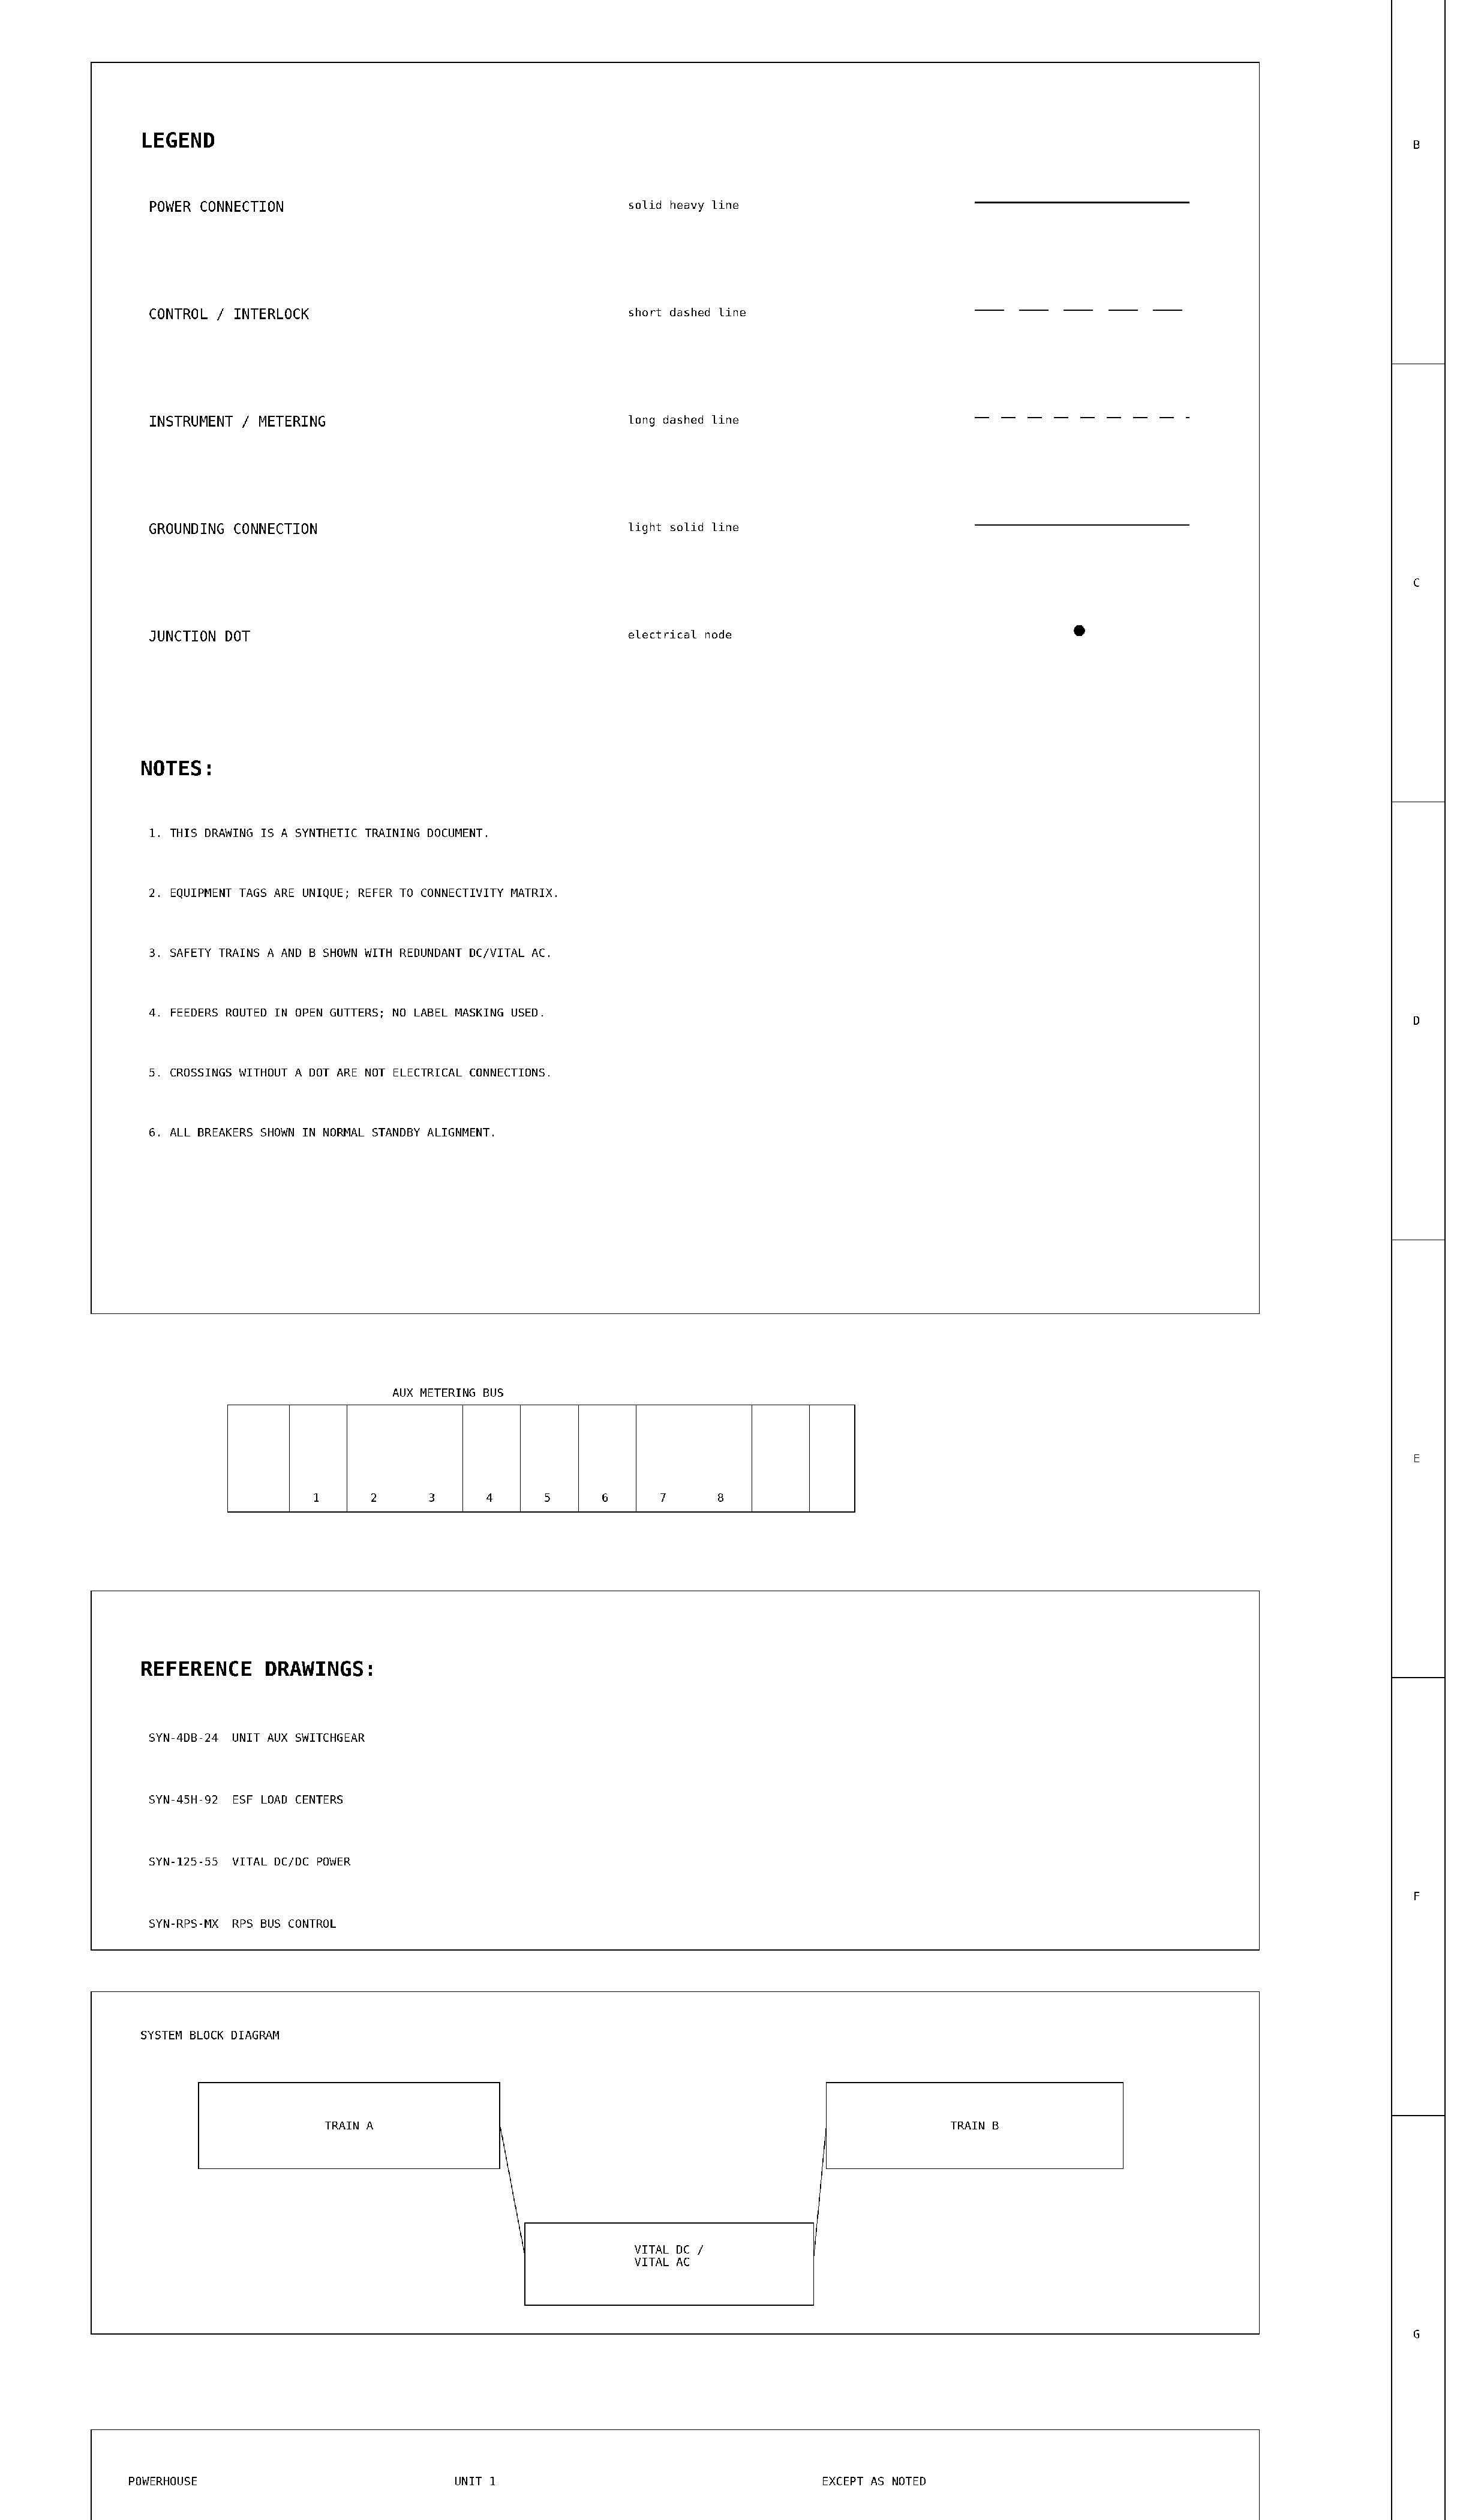 LEGEND
POWER CONNECTION solid heavy line
B
CONTROL / INTERLOCK short dashed line
INSTRUMENT / METERING long dashed line
GROUNDING CONNECTION light solid line
C
JUNCTION DOT electrical node
NOTES:
1. THIS DRAWING IS A SYNTHETIC TRAINING DOCUMENT.
2. EQUIPMENT TAGS ARE UNIQUE; REFER TO CONNECTIVITY MATRIX.
3. SAFETY TRAINS A AND B SHOWN WITH REDUNDANT DC/VITAL AC.
4. FEEDERS ROUTED IN OPEN GUTTERS; NO LABEL MASKING USED.
D
5. CROSSINGS WITHOUT A DOT ARE NOT ELECTRICAL CONNECTIONS.
6. ALL BREAKERS SHOWN IN NORMAL STANDBY ALIGNMENT.
AUX METERING BUS
E
1 2 3 4 5 6 7 8
REFERENCE DRAWINGS:
SYN-4DB-24 UNIT AUX SWITCHGEAR
SYN-45H-92 ESF LOAD CENTERS
SYN-125-55 VITAL DC/DC POWER
F
SYN-RPS-MX RPS BUS CONTROL
SYSTEM BLOCK DIAGRAM
TRAIN A
TRAIN B
VITAL DC /
VITAL AC
G
POWERHOUSE UNIT 1 EXCEPT AS NOTED